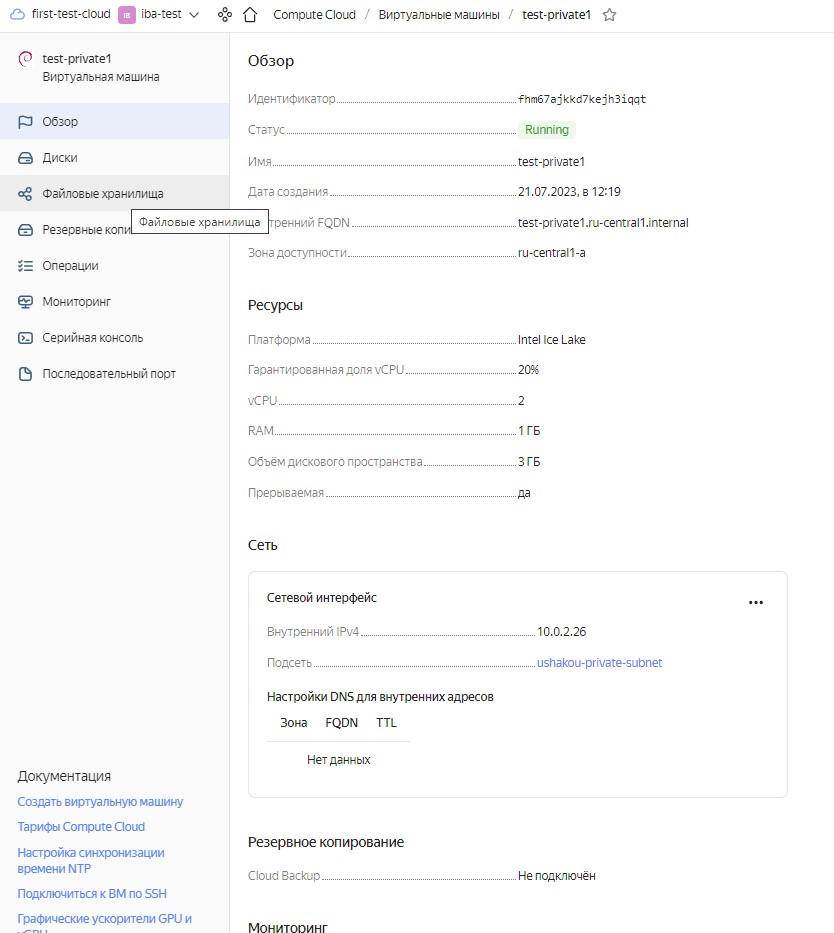 first-test-cloud IB iba-test Compute Cloud / Виртуальные машины / test-private1
test-private1
Виртуальная машина
Обзор
Диски
Файловые хранилища
Файловые хранилища
Резервные копи
Операции
Мониторинг
Серийная консоль
Последовательный порт
Документация
Создать виртуальную машину
Тарифы Compute Cloud
Настройка синхронизации
времени NTP
Подключиться к ВМ по SSH
Графические ускорители GPU и
vGPU
Обзор
Идентификатор fhm67ajkkd7kejh3iqqt
Статус Running
Имя test-private1
Дата создания 21.07.2023, в 12:19
тренний FQDN test-private1.ru-central1.internal
Зона доступности ru-central1-a
Ресурсы
Платформа Intel Ice Lake
Гарантированная доля vCPU 20%
vCPU 2
RAM 1 ГБ
Объём дискового пространства 3 ГБ
Прерываемая да
Сеть
Сетевой интерфейс
Внутренний IPv4 10.0.2.26
Подсеть ushakou-private-subnet
Настройки DNS для внутренних адресов
Зона FQDN TTL
Нет данных
Резервное копирование
Cloud Backup Не подключён
Мониторинг